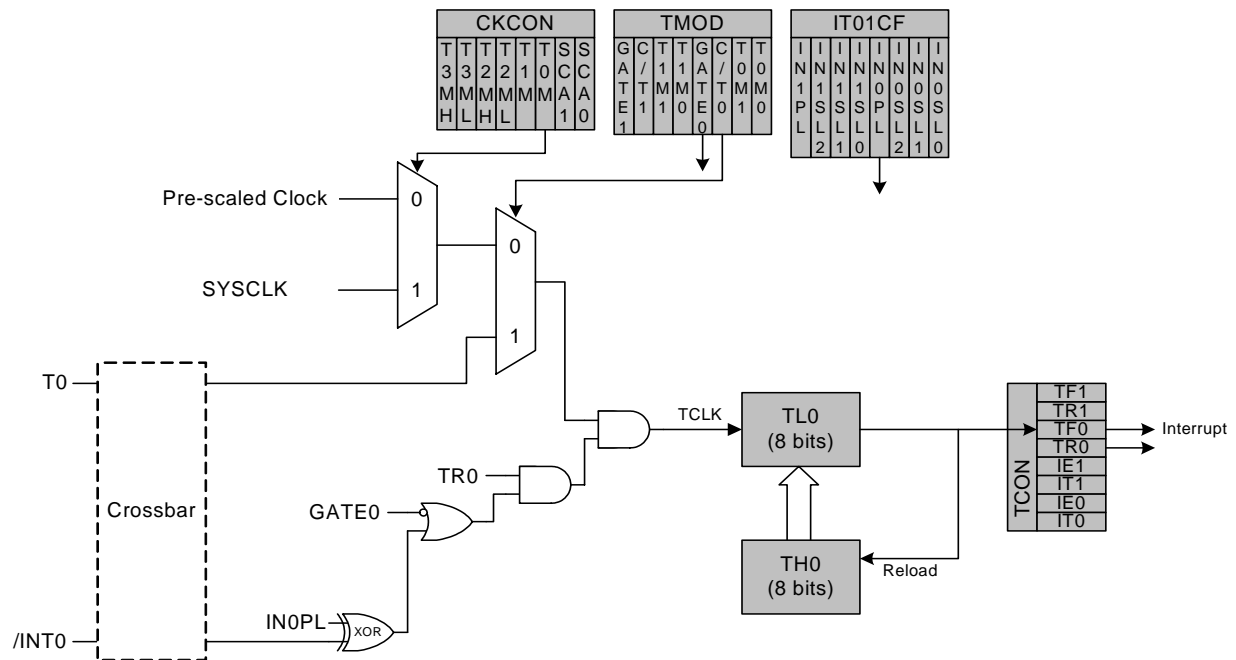 CKCON
T3MH
T3ML
T2MH
T2ML
T1M
T0M
SCA1
SCA0
TMOD
GATE1
C/T1
T1M1
T1M0
GATE0
C/T0
T0M1
T0M0
IT01CF
IN1PL
IN1SL2
IN1SL1
IN1SL0
IN0PL
IN0SL2
IN0SL1
IN0SL0
Pre-scaled Clock
0
SYSCLK
1
0
1
T0
Crossbar
/INT0
TR0
GATE0
IN0PL
XOR
TCLK
TL0
(8 bits)
TH0
(8 bits)
Reload
TCON
TF1
TR1
TF0
TR0
IE1
IT1
IE0
IT0
Interrupt